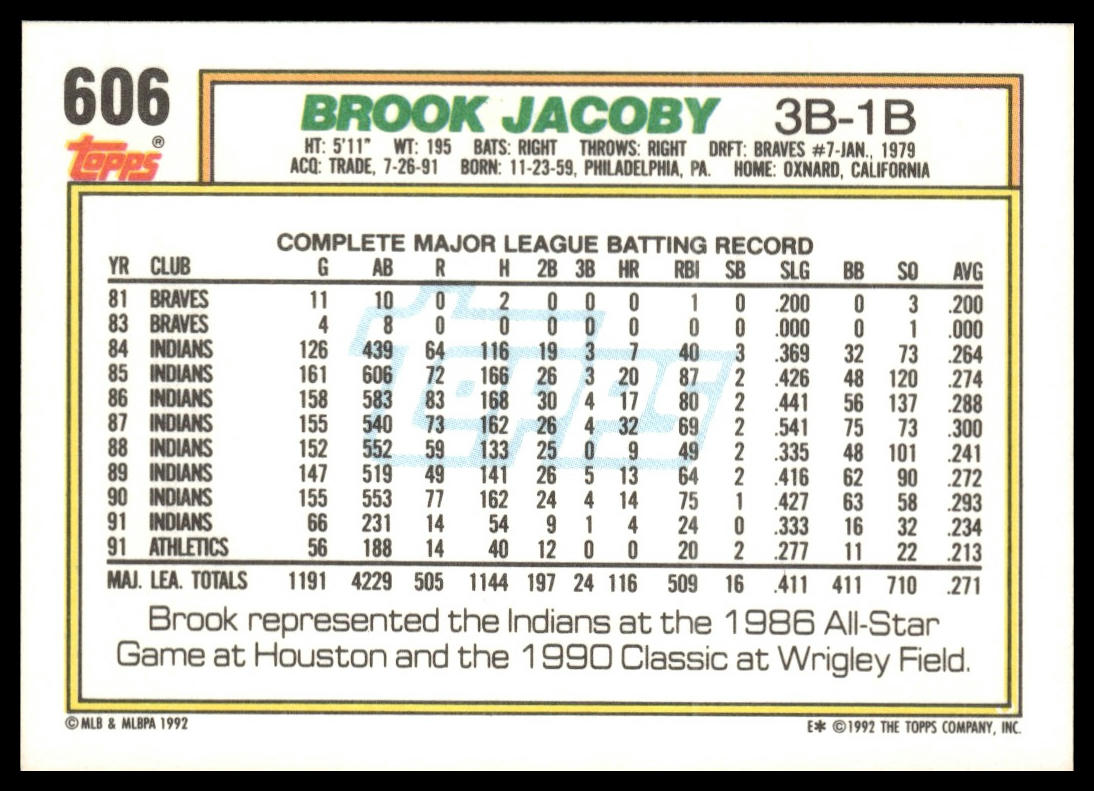 606
Topps®
BROOK JACOBY 3B-1B
HT: 5'11" WT: 195 BATS: RIGHT THROWS: RIGHT DRFT: BRAVES #7-JAN., 1979
ACQ: TRADE, 7-26-91 BORN: 11-23-59, PHILADELPHIA, PA. HOME: OXNARD, CALIFORNIA
COMPLETE MAJOR LEAGUE BATTING RECORD
YR CLUB G AB R H 2B 3B HR RBI SB SLG BB SO AVG
81 BRAVES 11 10 0 2 0 0 0 1 0 .200 0 3 .200
83 BRAVES 4 8 0 0 0 0 0 0 0 .000 0 1 .000
84 INDIANS 126 439 64 116 19 3 7 40 3 .369 32 73 .264
85 INDIANS 161 606 72 166 26 3 20 87 2 .426 48 120 .274
86 INDIANS 158 583 83 168 30 4 17 80 2 .441 56 137 .288
87 INDIANS 155 540 73 162 26 4 32 69 2 .541 75 73 .300
88 INDIANS 152 552 59 133 25 0 9 49 2 .335 48 101 .241
89 INDIANS 147 519 49 141 26 5 13 64 2 .416 62 90 .272
90 INDIANS 155 553 77 162 24 4 14 75 1 .427 63 58 .293
91 INDIANS 66 231 14 54 9 1 4 24 0 .333 16 32 .234
91 ATHLETICS 56 188 14 40 12 0 0 20 2 .277 11 22 .213
MAJ. LEA. TOTALS 1191 4229 505 1144 197 24 116 509 16 .411 411 710 .271
Topps
Brook represented the Indians at the 1986 All-Star
Game at Houston and the 1990 Classic at Wrigley Field.
© MLB & MLBPA 1992
E* ©1992 THE TOPPS COMPANY, INC.